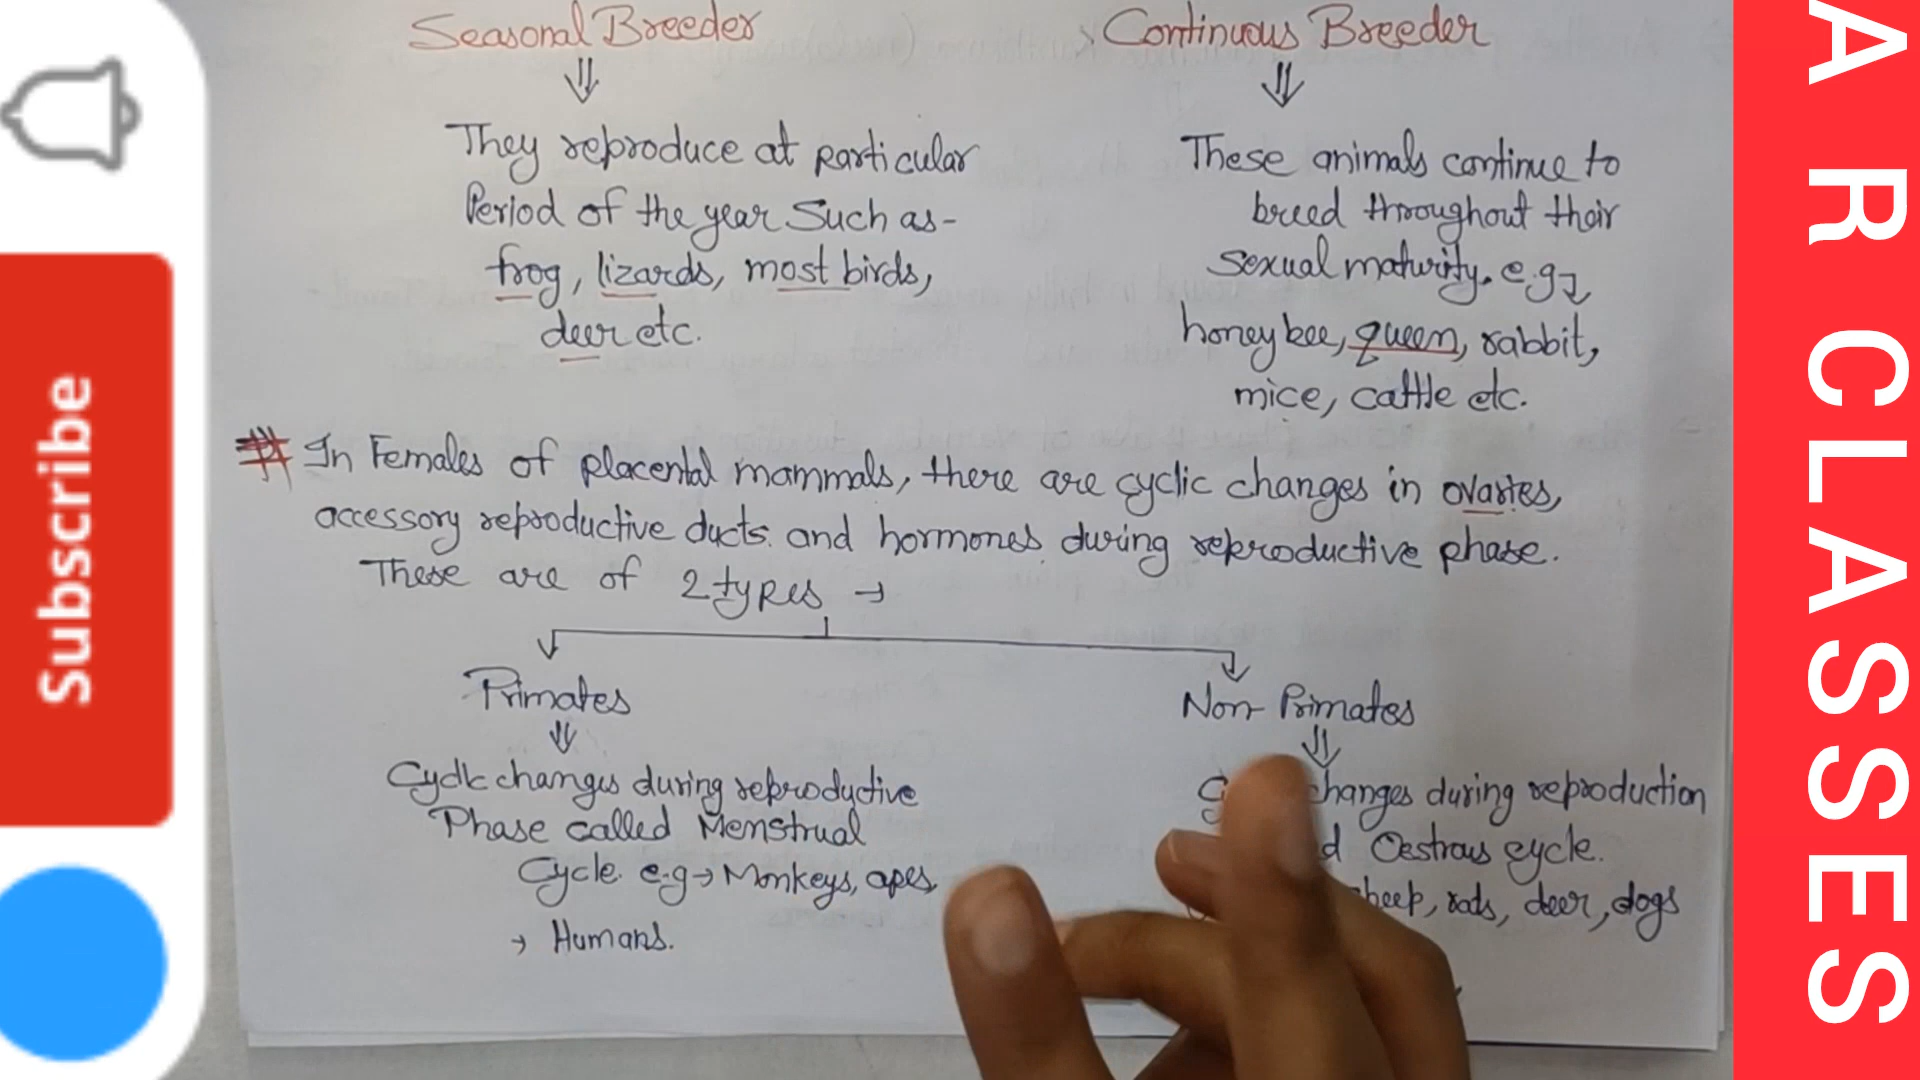 Seasonal Breeder
They reproduce at particular
Period of the year Such as-
frog, lizards, most birds,
deer etc.
Continuous Breeder
These animals continue to
breed throughout their
sexual maturity. e.g
honey bee, queen, rabbit,
mice, cattle etc.
# In Females of placental mammals, there are cyclic changes in ovaries,
accessory reproductive ducts. and hormones during reproductive phase.
These are of 2 types →
Primates
Cyclic changes during reproductive
Phase called Menstrual
Cycle. e.g → Monkeys, apes,
→ Humans.
Non Primates
changes during reproduction
Oestrous cycle.
rats, deer, dogs
Subscribe
A R CLASSES